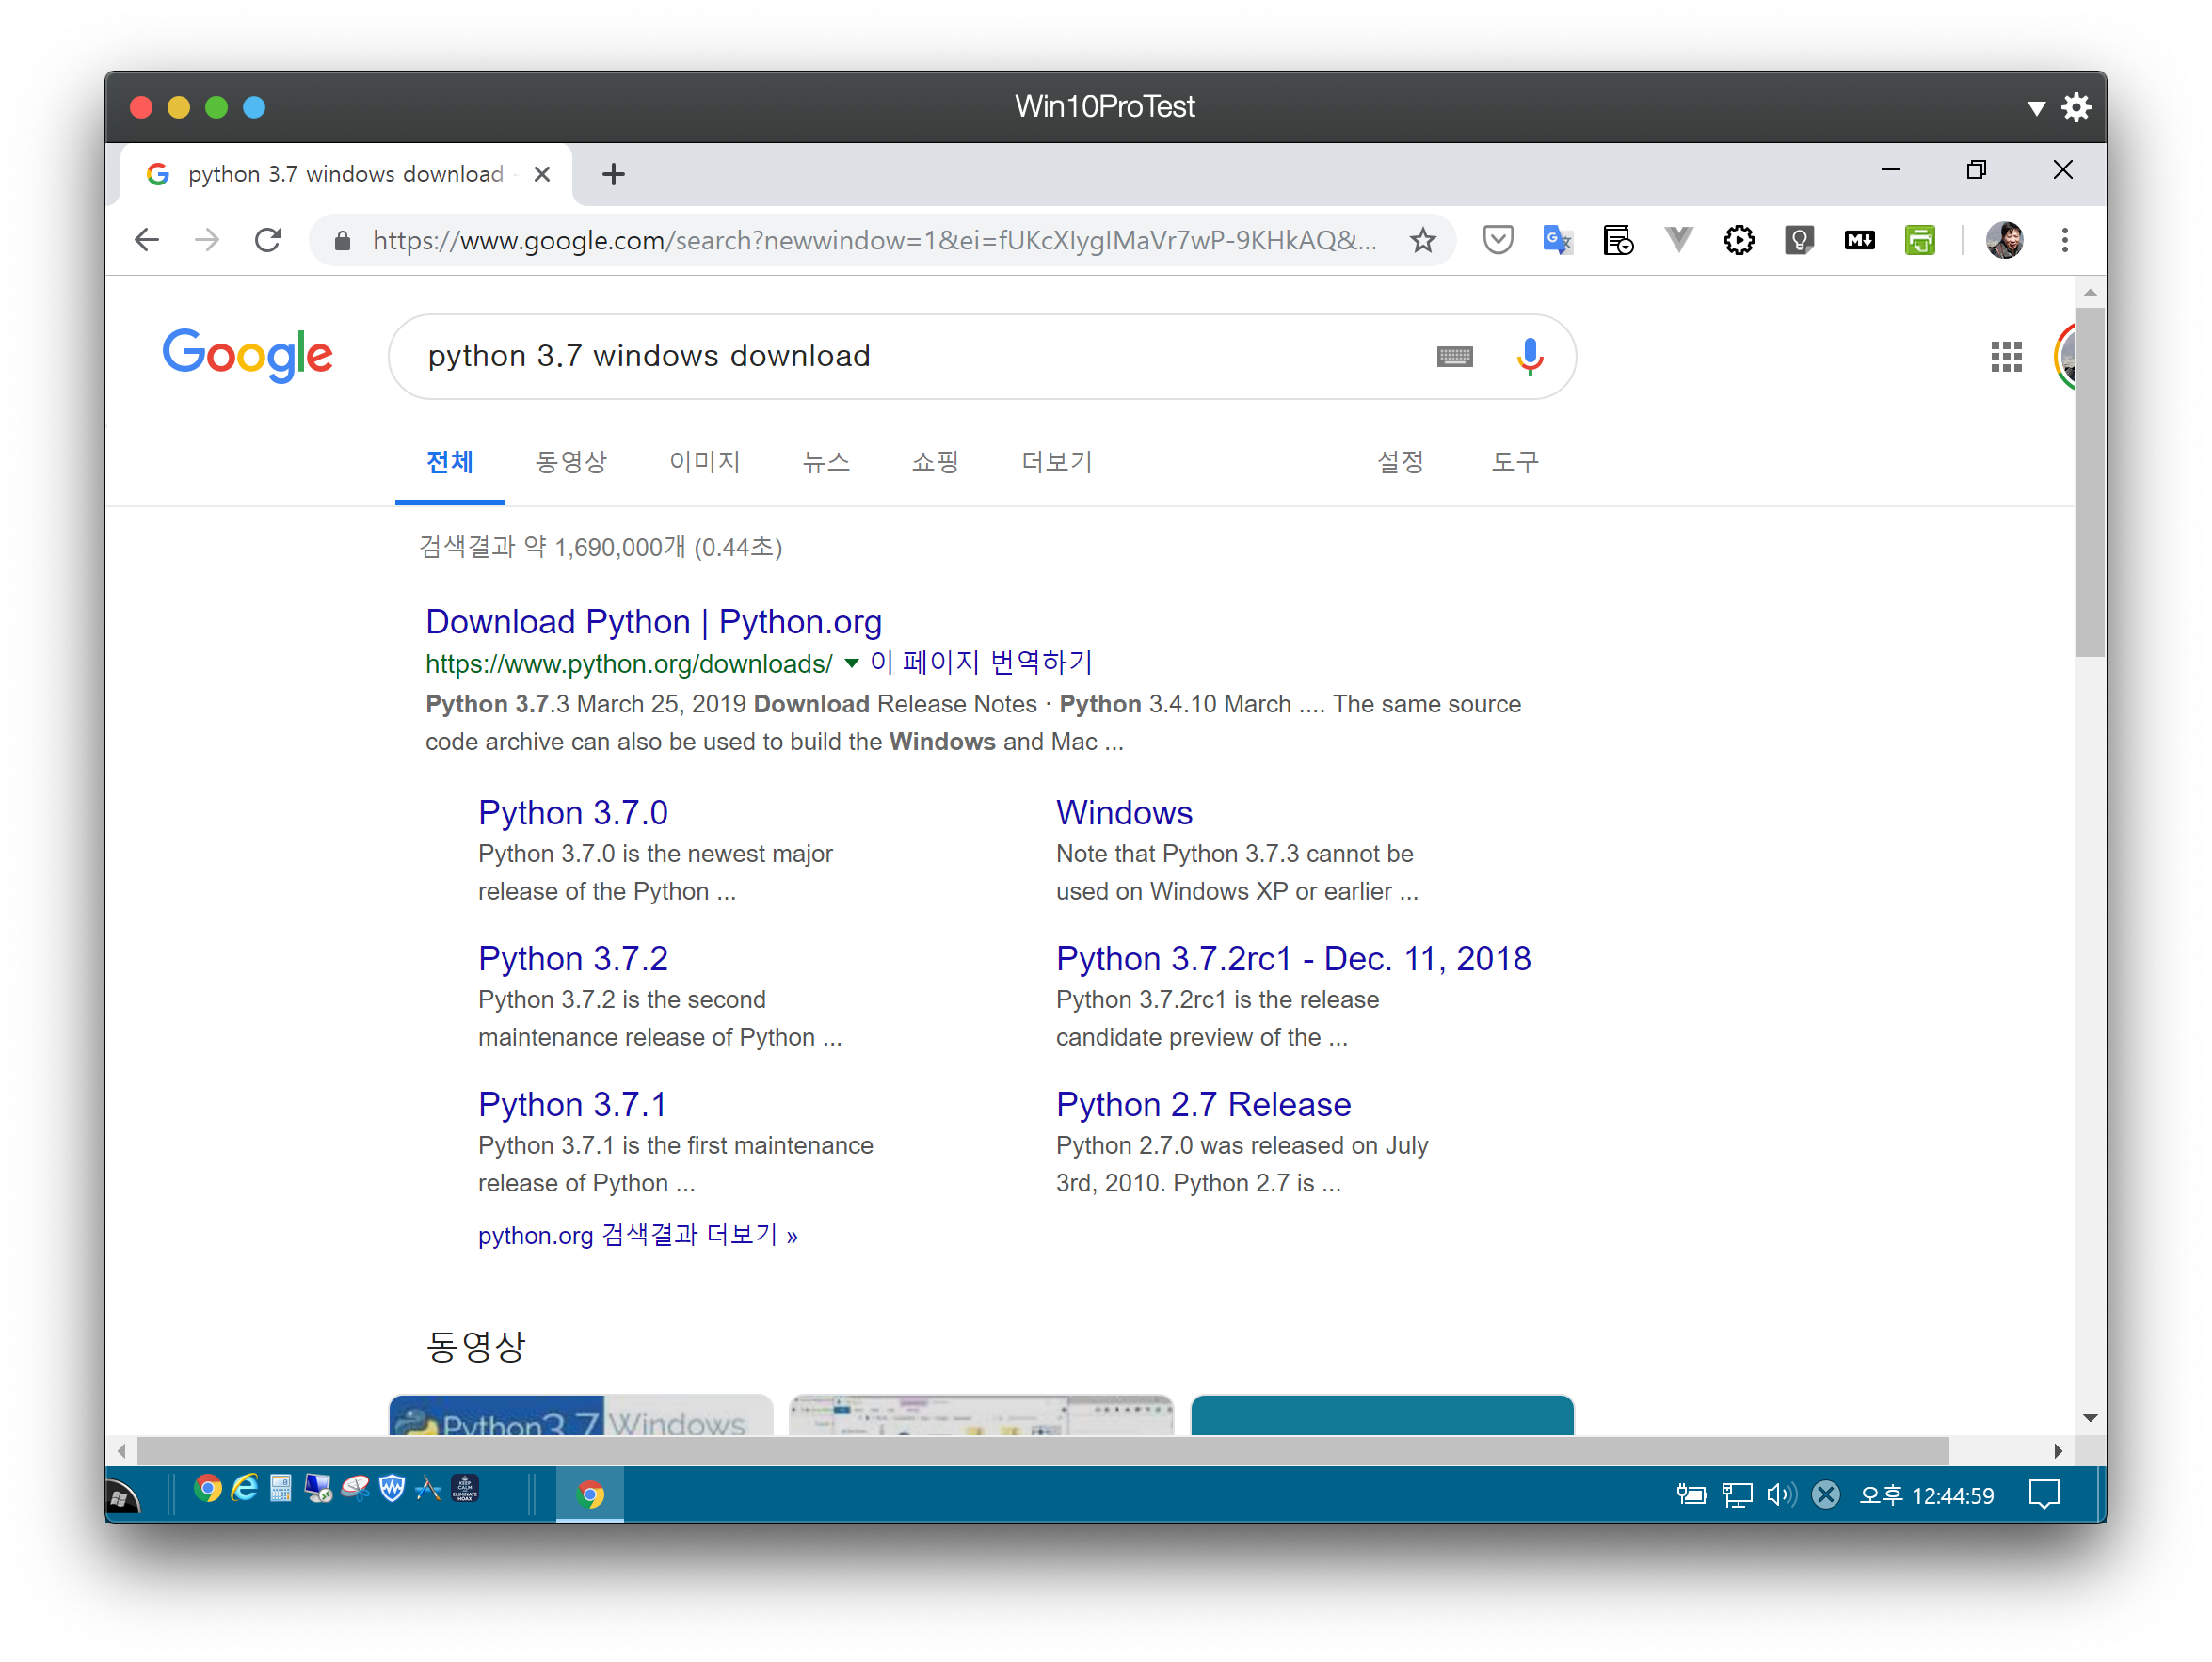 Win10ProTest
python 3.7 windows download
https://www.google.com/search?newwindow=1&ei=fUKcXIygIMaVr7wP-9KHkAQ&...
Google
python 3.7 windows download
전체 동영상 이미지 뉴스 쇼핑 더보기 설정 도구
검색결과 약 1,690,000개 (0.44초)
Download Python | Python.org
https://www.python.org/downloads/ 이 페이지 번역하기
Python 3.7.3 March 25, 2019 Download Release Notes · Python 3.4.10 March .... The same source
code archive can also be used to build the Windows and Mac ...
Python 3.7.0
Python 3.7.0 is the newest major
release of the Python ...
Windows
Note that Python 3.7.3 cannot be
used on Windows XP or earlier ...
Python 3.7.2
Python 3.7.2 is the second
maintenance release of Python ...
Python 3.7.2rc1 - Dec. 11, 2018
Python 3.7.2rc1 is the release
candidate preview of the ...
Python 3.7.1
Python 3.7.1 is the first maintenance
release of Python ...
Python 2.7 Release
Python 2.7.0 was released on July
3rd, 2010. Python 2.7 is ...
python.org 검색결과 더보기 »
동영상
Python3.7 Windows
KEEP
CALM
ELIMINATE
HOAX
오후 12:44:59